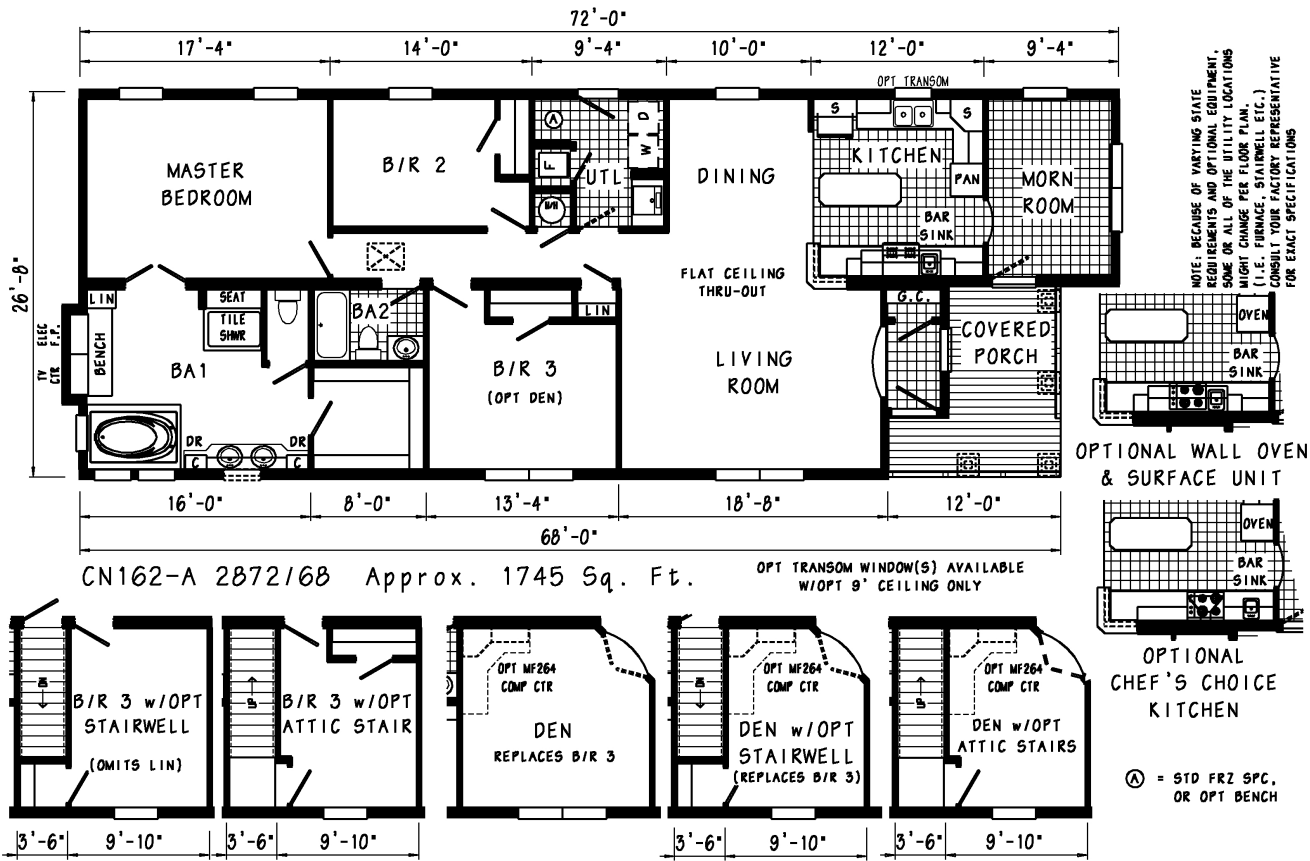 72'-0"
17'-4" 14'-0" 9'-4" 10'-0" 12'-0" 9'-4"
OPT TRANSOM
26'-8"
MASTER
BEDROOM
B/R 2
A
F
W/H
UTL
W D
DINING
S
S
KITCHEN
PAN
BAR
SINK
MORN
ROOM
FLAT CEILING
THRU-OUT
LIVING
ROOM
G.C.
COVERED
PORCH
LIN
BENCH
ELEC
F.P.
TV
CTR
SEAT
TILE
SHWR
BA1
BA2
DR DR
C C
LIN
B/R 3
(OPT DEN)
16'-0" 8'-0" 13'-4" 18'-8" 12'-0"
68'-0"
NOTE: BECAUSE OF VARYING STATE
REQUIREMENTS AND OPTIONAL EQUIPMENT,
SOME OR ALL OF THE UTILITY LOCATIONS
MIGHT CHANGE PER FLOOR PLAN.
(I.E. FURNACE, STAIRWELL ETC.)
CONSULT YOUR FACTORY REPRESENTATIVE
FOR EXACT SPECIFICATIONS
OVEN
BAR
SINK
OPTIONAL WALL OVEN
& SURFACE UNIT
OVEN
BAR
SINK
OPTIONAL
CHEF'S CHOICE
KITCHEN
CN162-A 2872/68 Approx. 1745 Sq. Ft.
OPT TRANSOM WINDOW(S) AVAILABLE
W/OPT 9' CEILING ONLY
DN
B/R 3 w/OPT
STAIRWELL
(OMITS LIN)
3'-6" 9'-10"
UP
B/R 3 w/OPT
ATTIC STAIR
3'-6" 9'-10"
OPT MF264
COMP CTR
DEN
REPLACES B/R 3
DN
OPT MF264
COMP CTR
DEN w/OPT
STAIRWELL
(REPLACES B/R 3)
3'-6" 9'-10"
UP
OPT MF264
COMP CTR
DEN w/OPT
ATTIC STAIRS
3'-6" 9'-10"
A = STD FRZ SPC,
OR OPT BENCH